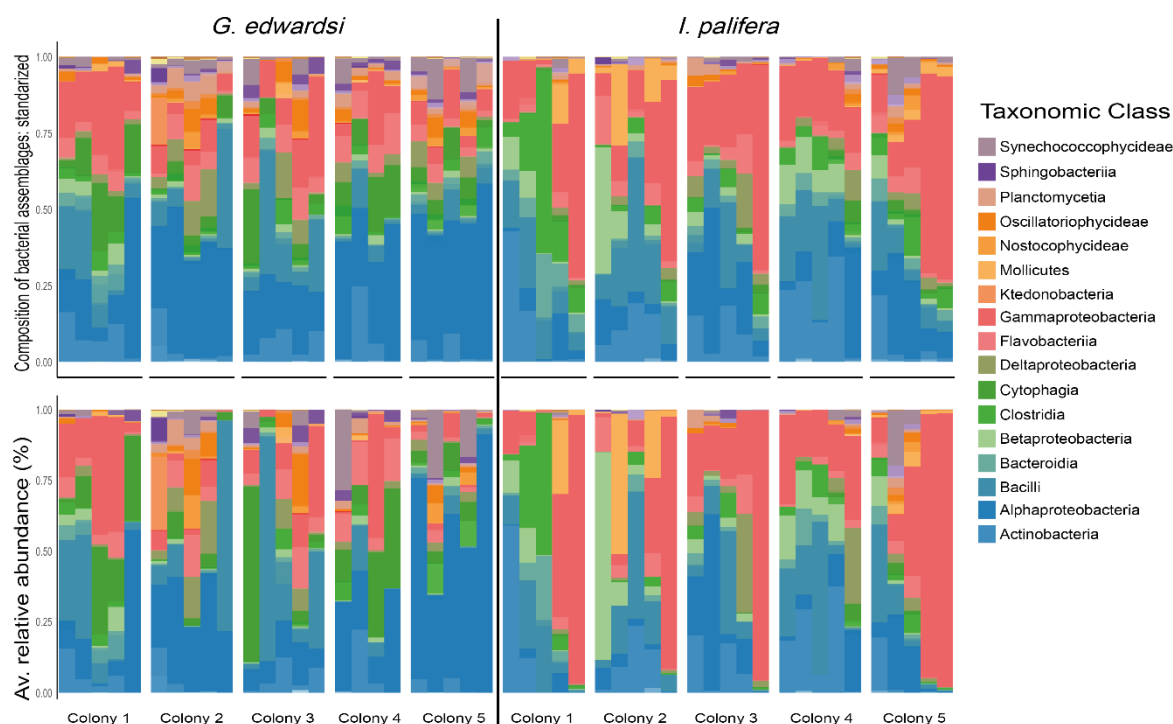 G. edwardsi
I. palifera
Composition of bacterial assemblages: standarized
1.00
0.75
0.50
0.25
0.00
Av. relative abundance (%)
1.00
0.75
0.50
0.25
0.00
Colony 1
Colony 2
Colony 3
Colony 4
Colony 5
Colony 1
Colony 2
Colony 3
Colony 4
Colony 5
Taxonomic Class
Synechococcophycideae
Sphingobacteriia
Planctomycetia
Oscillatoriophycideae
Nostocophycideae
Mollicutes
Ktedonobacteria
Gammaproteobacteria
Flavobacteriia
Deltaproteobacteria
Cytophagia
Clostridia
Betaproteobacteria
Bacteroidia
Bacilli
Alphaproteobacteria
Actinobacteria